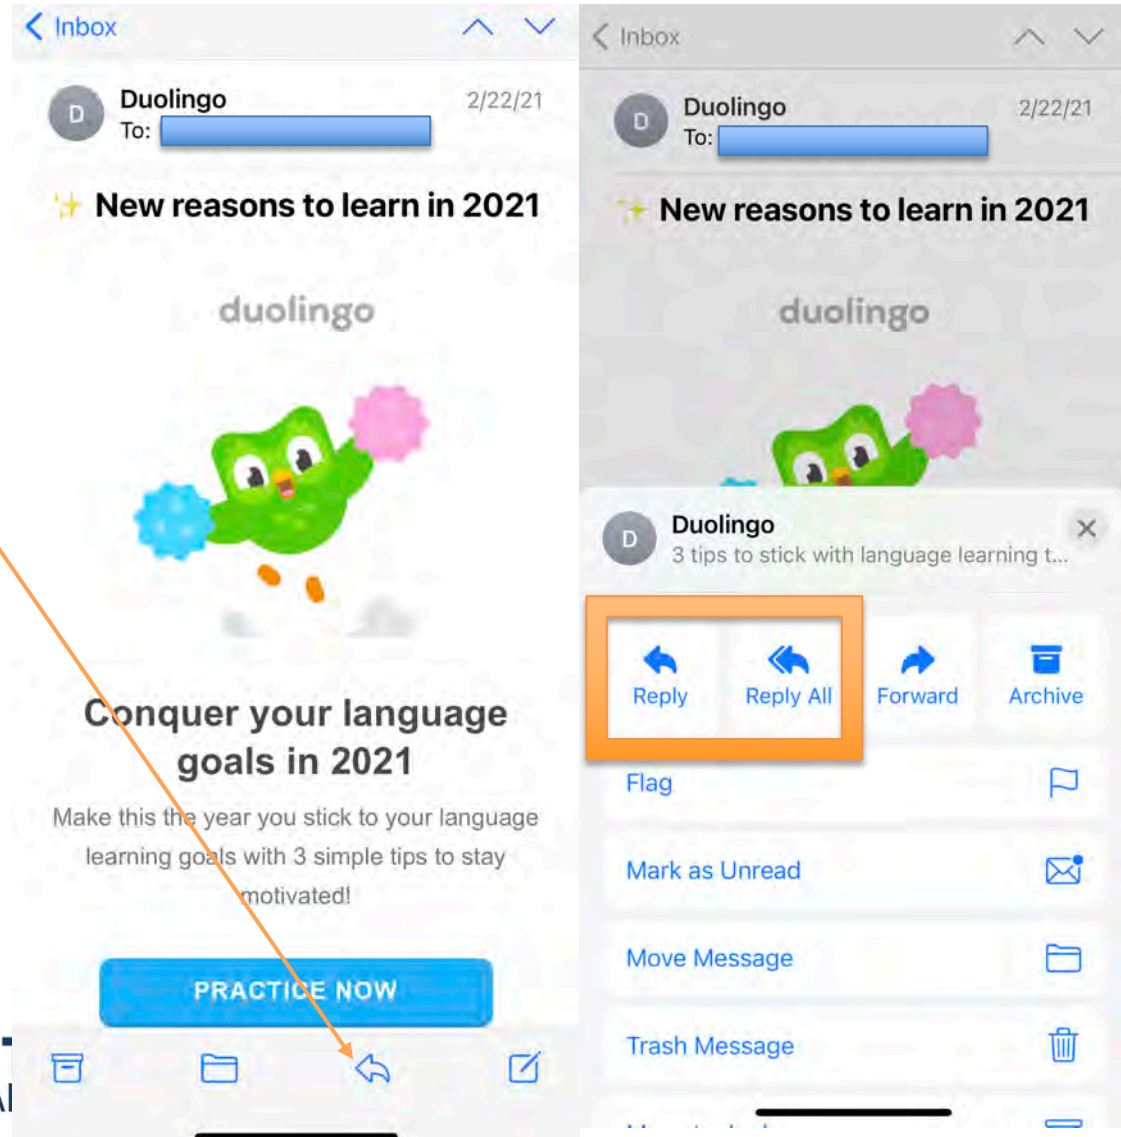 Inbox
D
Duolingo
2/22/21
To:
New reasons to learn in 2021
duolingo
Conquer your language
goals in 2021
Make this the year you stick to your language
learning goals with 3 simple tips to stay
motivated!
PRACTICE NOW
Inbox
D
Duolingo
2/22/21
To:
New reasons to learn in 2021
duolingo
D
Duolingo
3 tips to stick with language learning t...
Reply
Reply All
Forward
Archive
Flag
Mark as Unread
Move Message
Trash Message